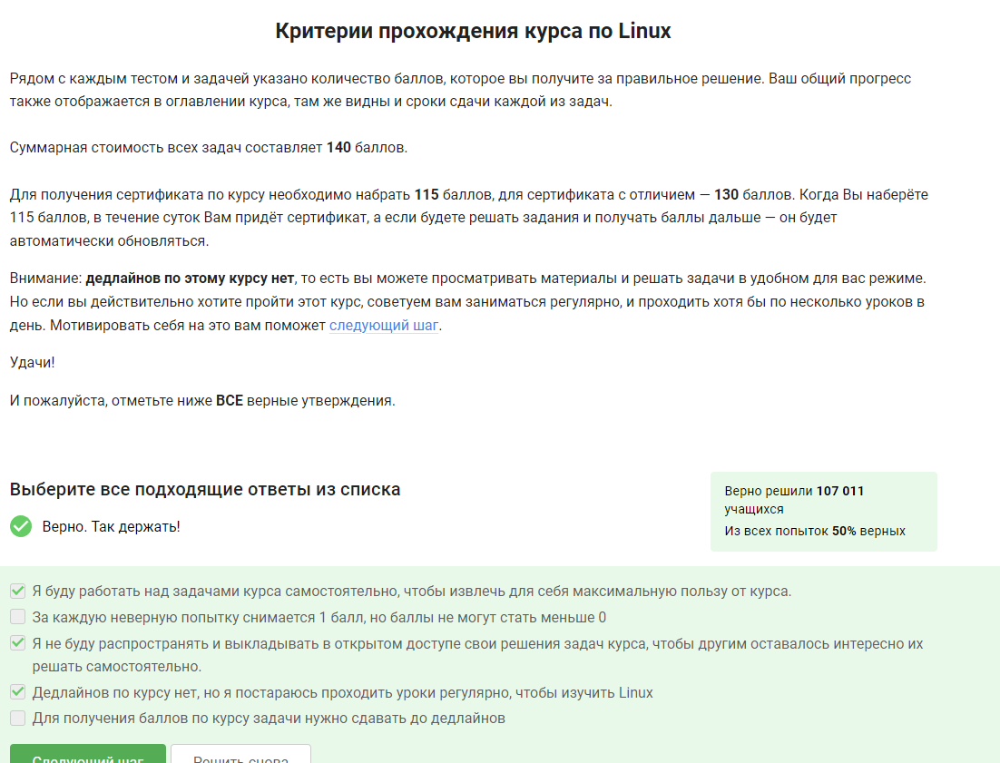 Критерии прохождения курса по Linux
Рядом с каждым тестом и задачей указано количество баллов, которое вы получите за правильное решение. Ваш общий прогресс
также отображается в оглавлении курса, там же видны и сроки сдачи каждой из задач.
Суммарная стоимость всех задач составляет 140 баллов.
Для получения сертификата по курсу необходимо набрать 115 баллов, для сертификата с отличием — 130 баллов. Когда Вы наберёте
115 баллов, в течение суток Вам придёт сертификат, а если будете решать задания и получать баллы дальше — он будет
автоматически обновляться.
Внимание: дедлайнов по этому курсу нет, то есть вы можете просматривать материалы и решать задачи в удобном для вас режиме.
Но если вы действительно хотите пройти этот курс, советуем вам заниматься регулярно, и проходить хотя бы по несколько уроков в
день. Мотивировать себя на это вам поможет следующий шаг.
Удачи!
И пожалуйста, отметьте ниже ВСЕ верные утверждения.
Выберите все подходящие ответы из списка
Верно. Так держать!
Верно решили 107 011
учащихся
Из всех попыток 50% верных
Я буду работать над задачами курса самостоятельно, чтобы извлечь для себя максимальную пользу от курса.
За каждую неверную попытку снимается 1 балл, но баллы не могут стать меньше 0
Я не буду распространять и выкладывать в открытом доступе свои решения задач курса, чтобы другим оставалось интересно их
решать самостоятельно.
Дедлайнов по курсу нет, но я постараюсь проходить уроки регулярно, чтобы изучить Linux
Для получения баллов по курсу задачи нужно сдавать до дедлайнов
Следующий шаг
Решить снова